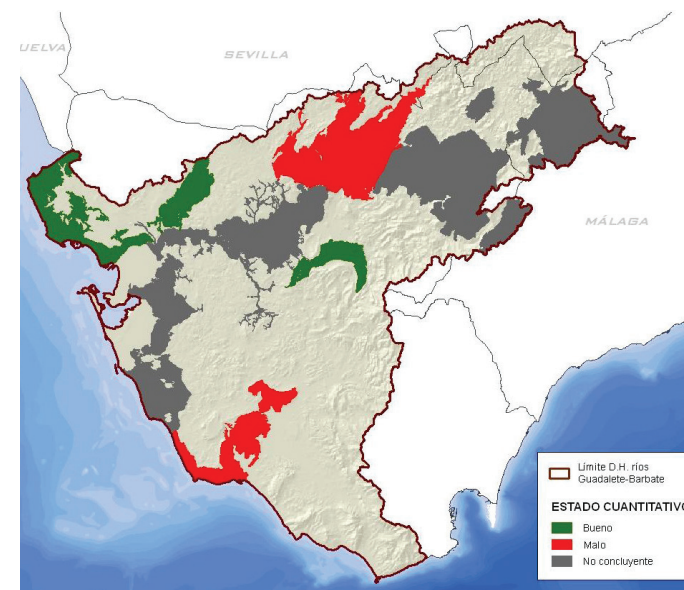 UELVA
SEVILLA
MÁLAGA
Límite D.H. ríos
Guadalete-Barbate
ESTADO CUANTITATIVO
Bueno
Malo
No concluyente